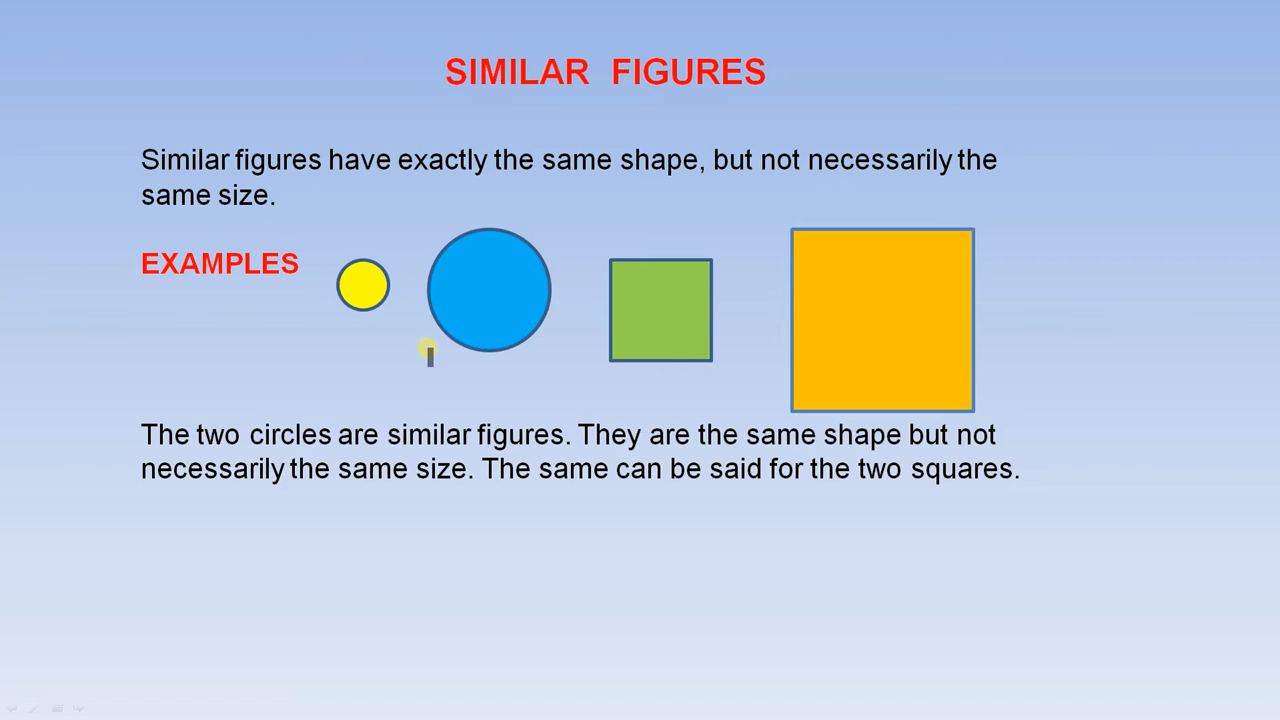 SIMILAR FIGURES
Similar figures have exactly the same shape, but not necessarily the
same size.
EXAMPLES
The two circles are similar figures. They are the same shape but not
necessarily the same size. The same can be said for the two squares.